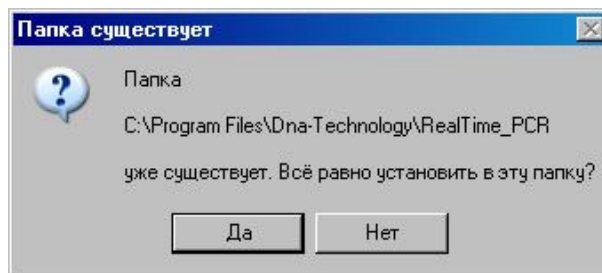 Папка существует
Папка
C:\Program Files\Dna-Technology\RealTime_PCR
уже существует. Всё равно установить в эту папку?
Да Нет